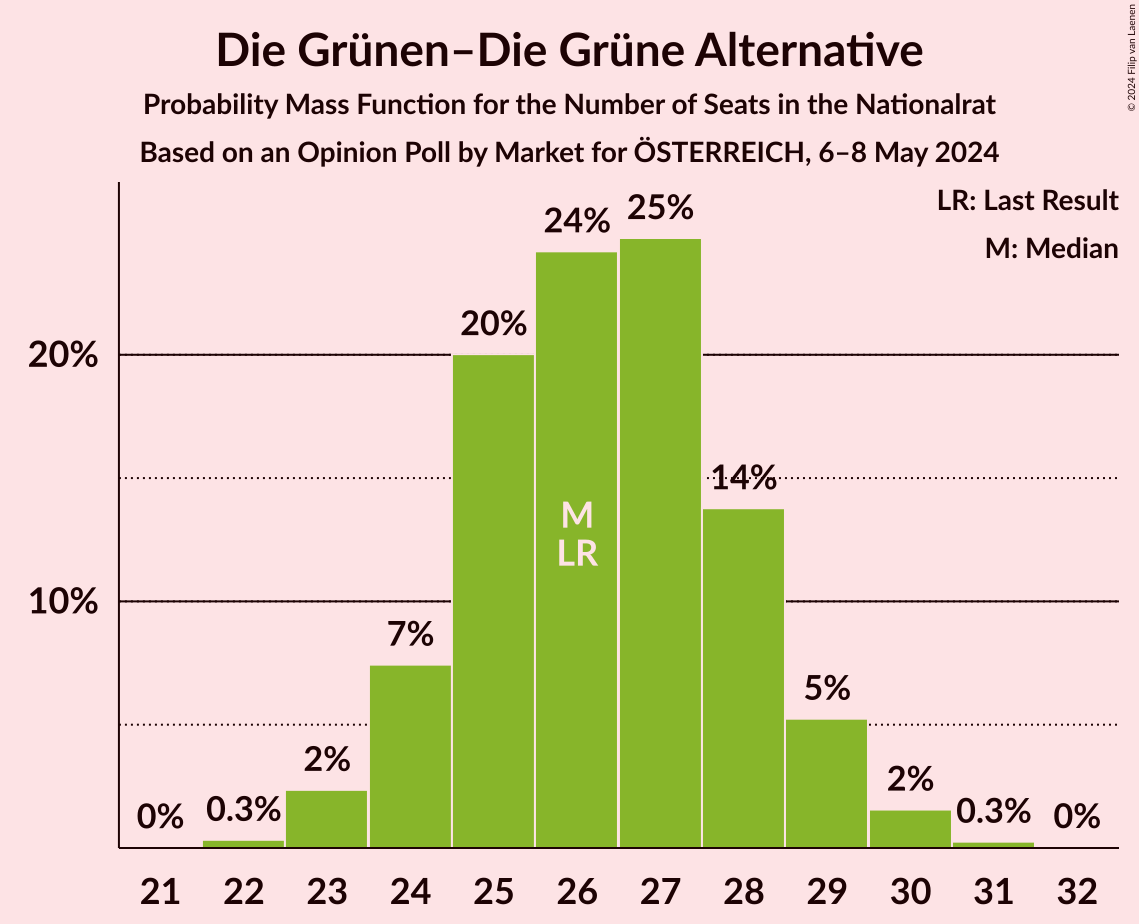 Die Grünen–Die Grüne Alternative
Probability Mass Function for the Number of Seats in the Nationalrat
Based on an Opinion Poll by Market for ÖSTERREICH, 6–8 May 2024
© 2024 Filip van Laenen
LR: Last Result
M: Median
20%
10%
0%
0.3%
2%
7%
20%
24%
25%
14%
5%
2%
0.3%
0%
M
LR
21 22 23 24 25 26 27 28 29 30 31 32